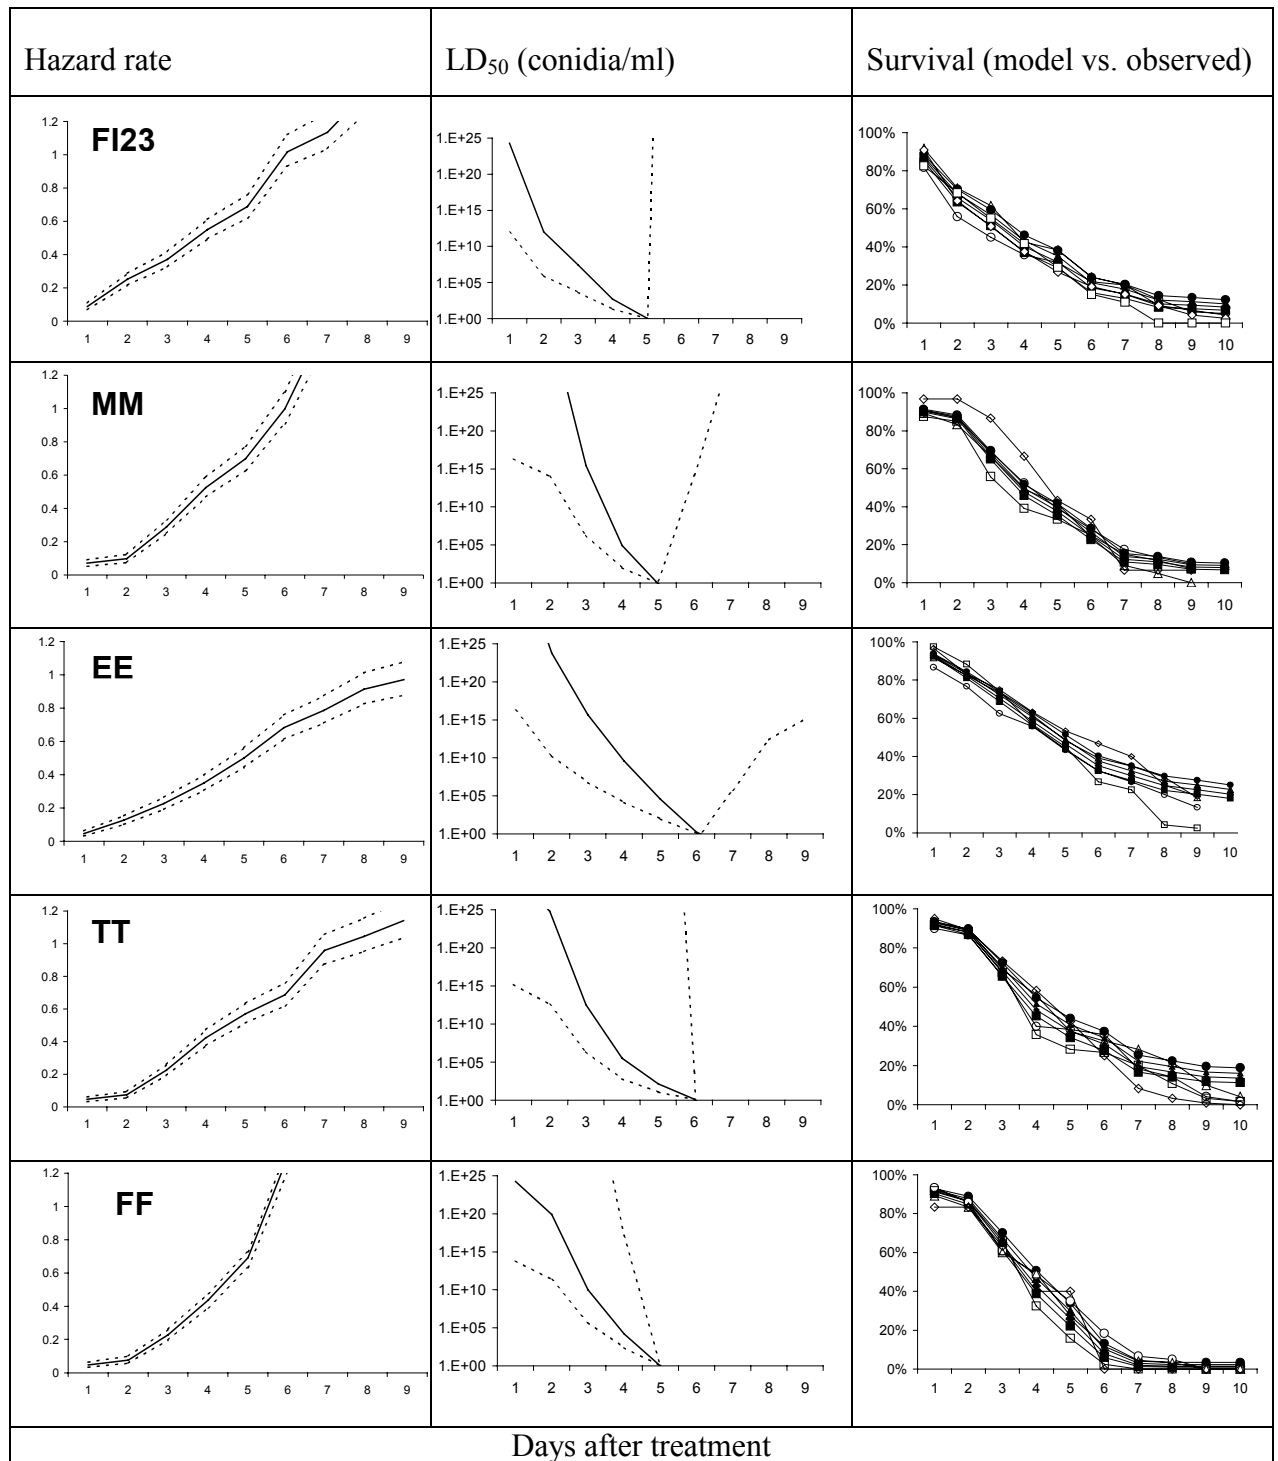 Hazard rate
LD50 (conidia/ml)
Survival (model vs. observed)
FI23
1.2
1
0.8
0.6
0.4
0.2
0
1 2 3 4 5 6 7 8 9
1.E+25
1.E+20
1.E+15
1.E+10
1.E+05
1.E+00
1 2 3 4 5 6 7 8 9
100%
80%
60%
40%
20%
0%
1 2 3 4 5 6 7 8 9 10
MM
1.2
1
0.8
0.6
0.4
0.2
0
1 2 3 4 5 6 7 8 9
1.E+25
1.E+20
1.E+15
1.E+10
1.E+05
1.E+00
1 2 3 4 5 6 7 8 9
100%
80%
60%
40%
20%
0%
1 2 3 4 5 6 7 8 9 10
EE
1.2
1
0.8
0.6
0.4
0.2
0
1 2 3 4 5 6 7 8 9
1.E+25
1.E+20
1.E+15
1.E+10
1.E+05
1.E+00
1 2 3 4 5 6 7 8 9
100%
80%
60%
40%
20%
0%
1 2 3 4 5 6 7 8 9 10
TT
1.2
1
0.8
0.6
0.4
0.2
0
1 2 3 4 5 6 7 8 9
1.E+25
1.E+20
1.E+15
1.E+10
1.E+05
1.E+00
1 2 3 4 5 6 7 8 9
100%
80%
60%
40%
20%
0%
1 2 3 4 5 6 7 8 9 10
FF
1.2
1
0.8
0.6
0.4
0.2
0
1 2 3 4 5 6 7 8 9
1.E+25
1.E+20
1.E+15
1.E+10
1.E+05
1.E+00
1 2 3 4 5 6 7 8 9
100%
80%
60%
40%
20%
0%
1 2 3 4 5 6 7 8 9 10
Days after treatment